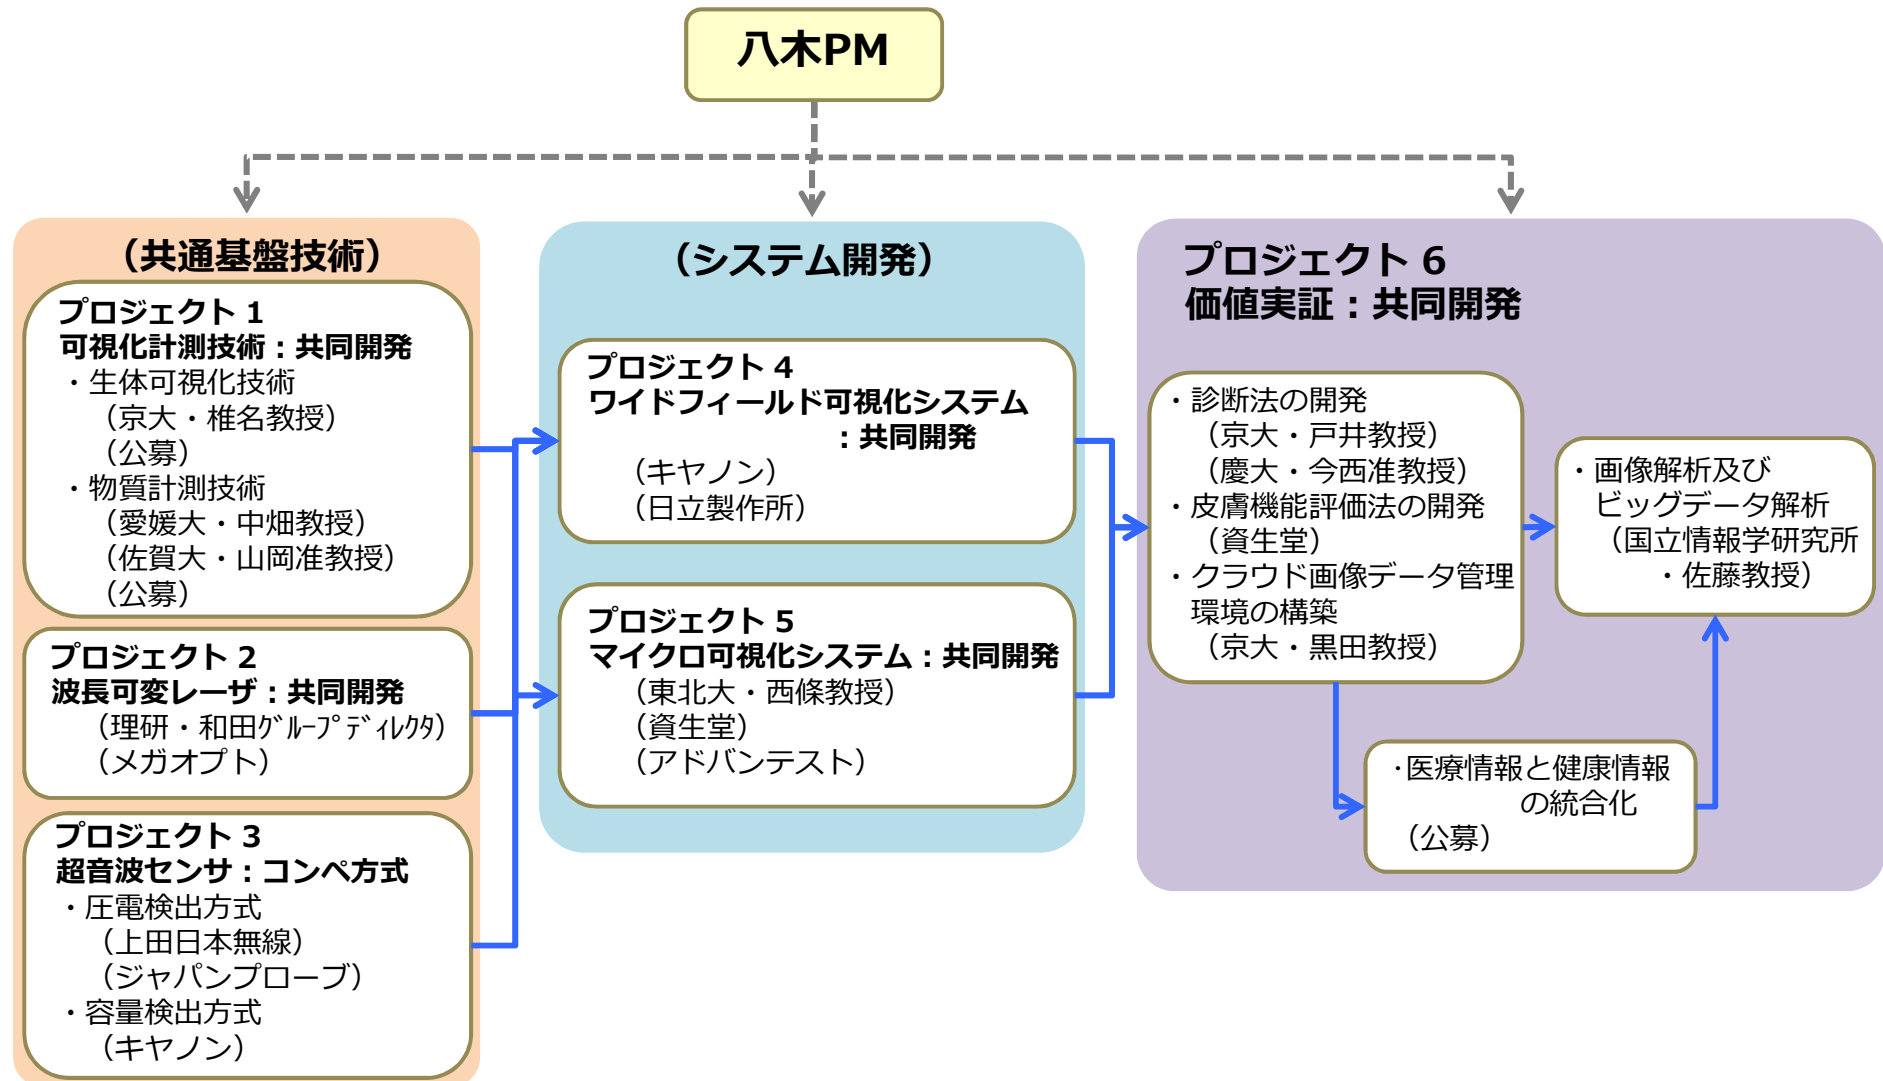 八木PM
（共通基盤技術）
プロジェクト 1
可視化計測技術：共同開発
・生体可視化技術
（京大・椎名教授）
（公募）
・物質計測技術
（愛媛大・中畑教授）
（佐賀大・山岡准教授）
（公募）
プロジェクト 2
波長可変レーザ：共同開発
（理研・和田ｸﾞﾙｰﾌﾟﾃﾞｨﾚｸﾀ）
（メガオプト）
プロジェクト 3
超音波センサ：コンペ方式
・圧電検出方式
（上田日本無線）
（ジャパンプローブ）
・容量検出方式
（キヤノン）
（システム開発）
プロジェクト 4
ワイドフィールド可視化システム
：共同開発
（キヤノン）
（日立製作所）
プロジェクト 5
マイクロ可視化システム：共同開発
（東北大・西條教授）
（資生堂）
（アドバンテスト）
プロジェクト 6
価値実証：共同開発
・診断法の開発
（京大・戸井教授）
（慶大・今西准教授）
・皮膚機能評価法の開発
（資生堂）
・クラウド画像データ管理
環境の構築
（京大・黒田教授）
・画像解析及び
ビッグデータ解析
（国立情報学研究所
・佐藤教授）
・医療情報と健康情報
の統合化
（公募）